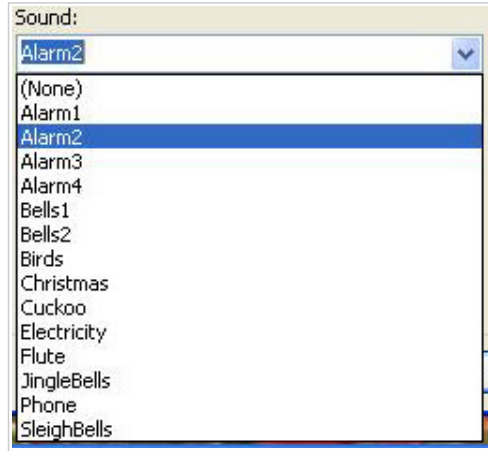 Sound:
Alarm2
(None)
Alarm1
Alarm2
Alarm3
Alarm4
Bells1
Bells2
Birds
Christmas
Cuckoo
Electricity
Flute
JingleBells
Phone
SleighBells